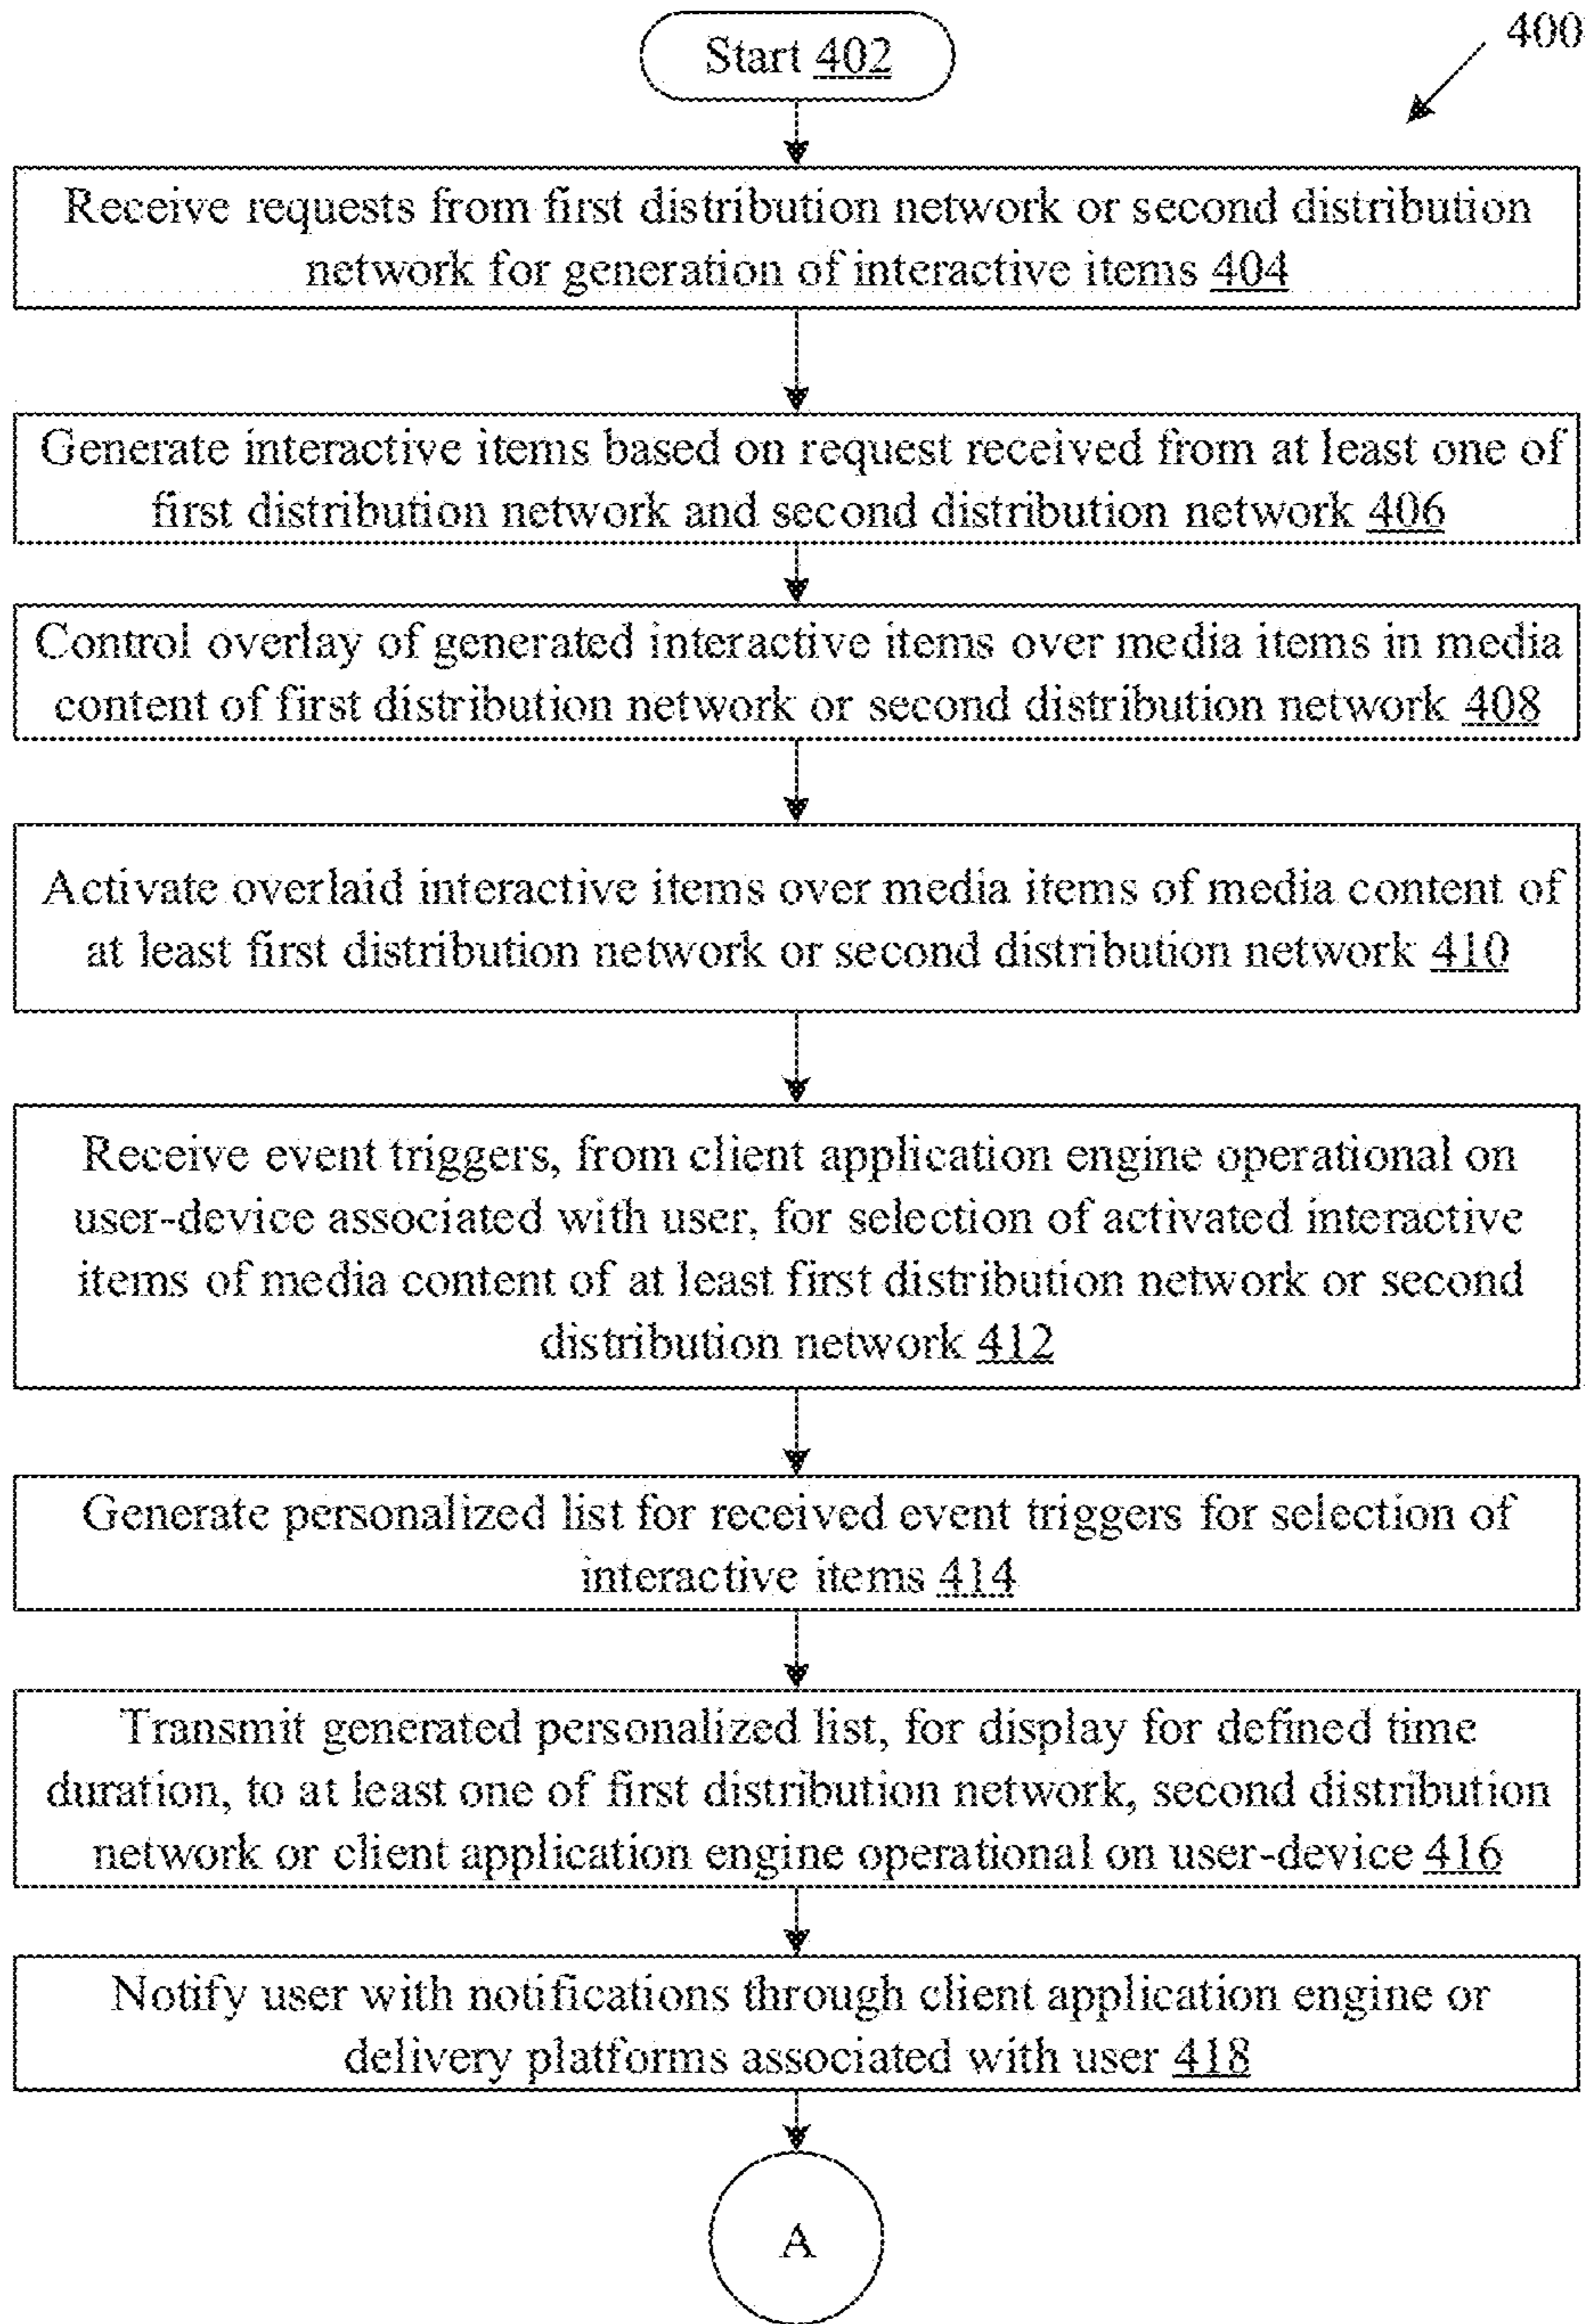 400
Start 402
Receive requests from first distribution network or second distribution
network for generation of interactive items 404
Generate interactive items based on request received from at least one of
first distribution network and second distribution network 406
Control overlay of generated interactive items over media items in media
content of first distribution network or second distribution network 408
Activate overlaid interactive items over media items of media content of
at least first distribution network or second distribution network 410
Receive event triggers, from client application engine operational on
user-device associated with user, for selection of activated interactive
items of media content of at least first distribution network or second
distribution network 412
Generate personalized list for received event triggers for selection of
interactive items 414
Transmit generated personalized list, for display for defined time
duration, to at least one of first distribution network, second distribution
network or client application engine operational on user-device 416
Notify user with notifications through client application engine or
delivery platforms associated with user 418
A